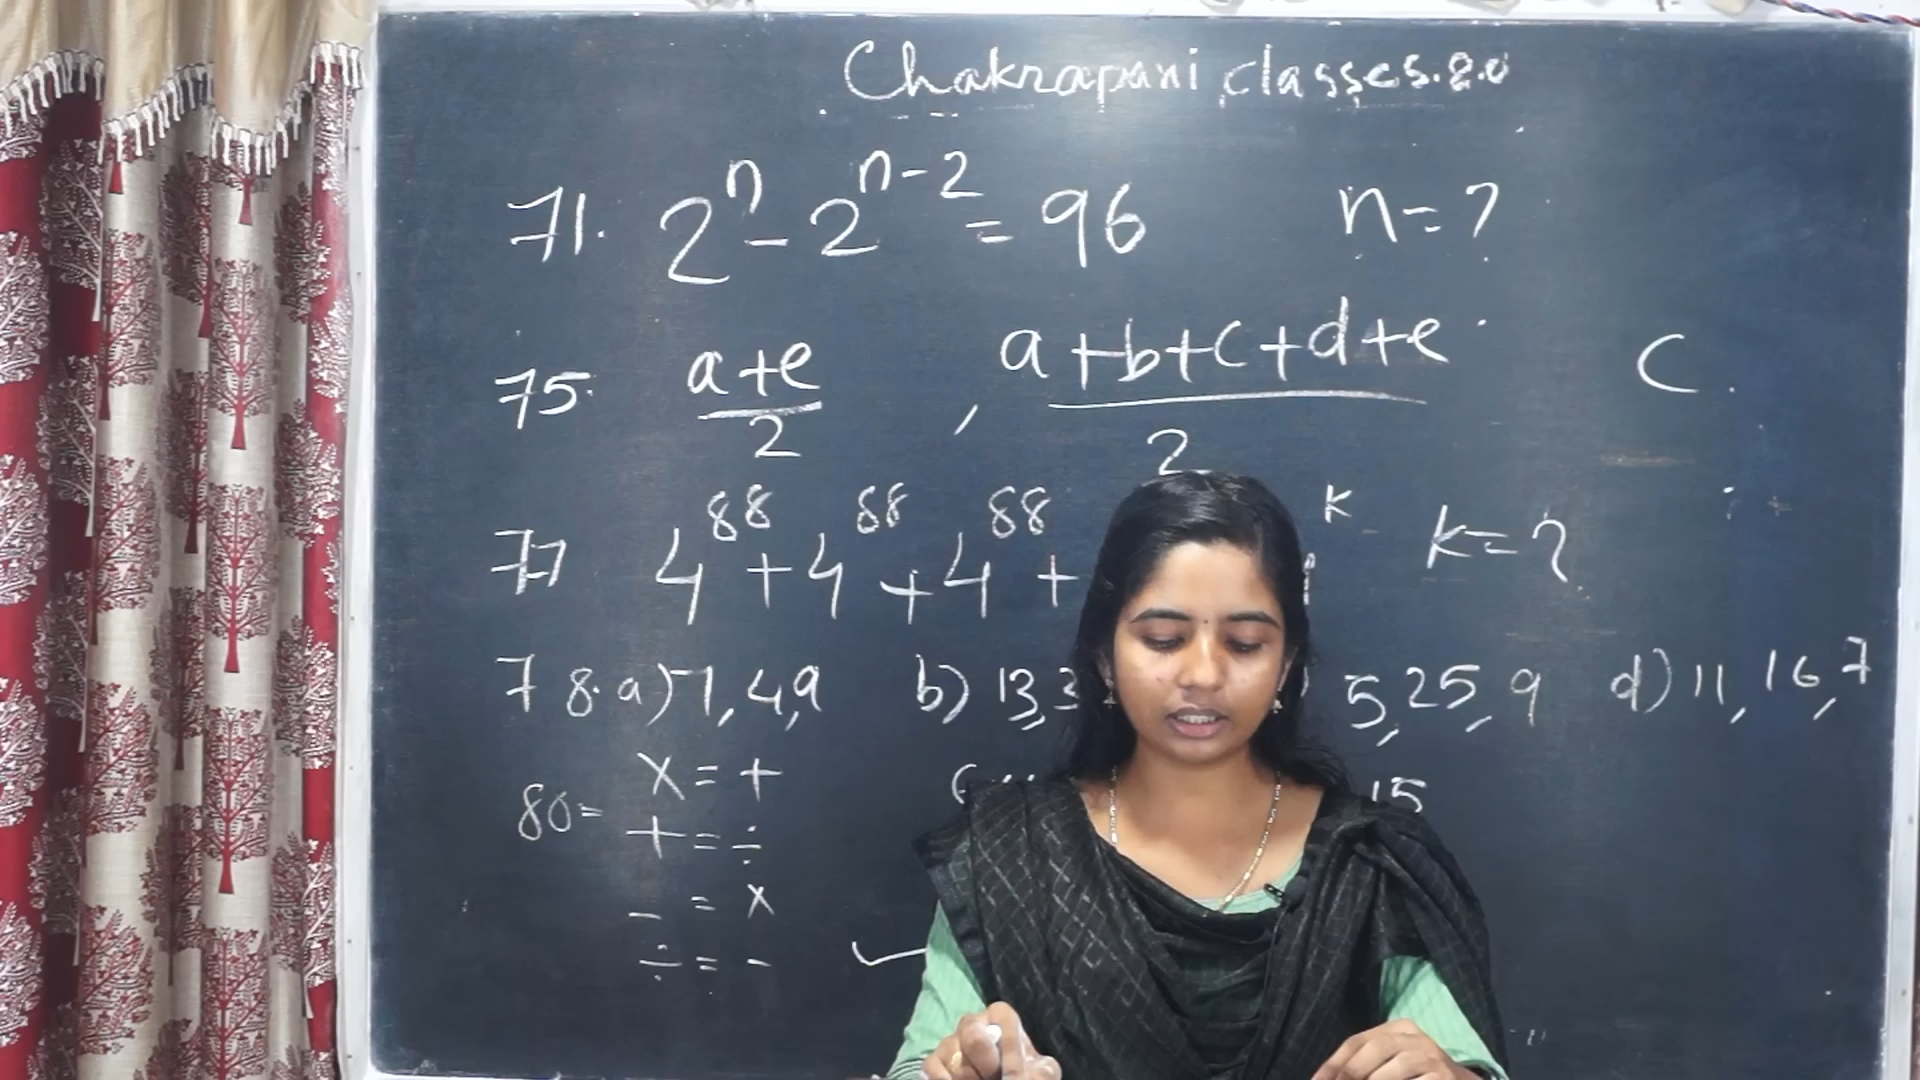 Chakrapani classes.2.0
71. 2^n - 2^(n-2) = 96 n = ?
75. (a+e)/2 , (a+b+c+d+e)/2 C.
77 4^88 + 4^88 + 4^88 + k k = ?
78. a) 7, 4, 9 b) 13, 3 5, 25, 9 d) 11, 16, 7
80 = × = + 15
+ = ÷
- = ×
÷ = -